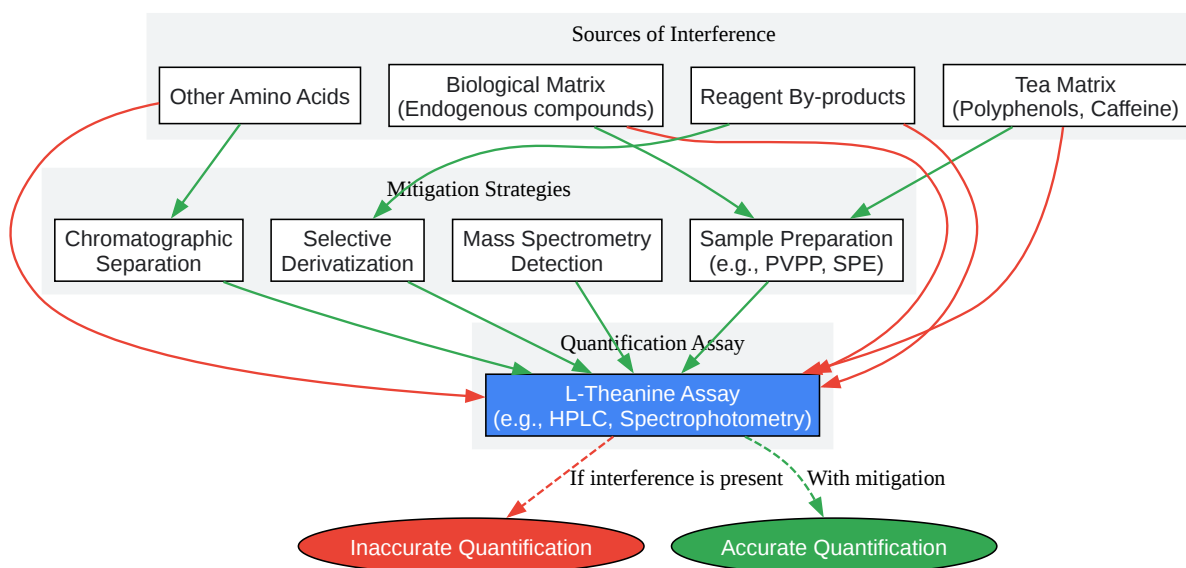 Sources of Interference
Other Amino Acids
Biological Matrix
(Endogenous compounds)
Reagent By-products
Tea Matrix
(Polyphenols, Caffeine)
Mitigation Strategies
Chromatographic
Separation
Selective
Derivatization
Mass Spectrometry
Detection
Sample Preparation
(e.g., PVPP, SPE)
Quantification Assay
L-Theanine Assay
(e.g., HPLC, Spectrophotometry)
If interference is present
With mitigation
Inaccurate Quantification
Accurate Quantification